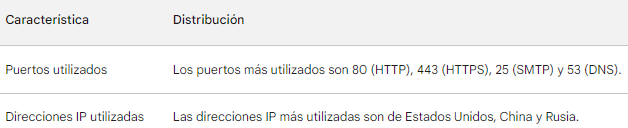 Característica Distribución
Puertos utilizados Los puertos más utilizados son 80 (HTTP), 443 (HTTPS), 25 (SMTP) y 53 (DNS).
Direcciones IP utilizadas Las direcciones IP más utilizadas son de Estados Unidos, China y Rusia.